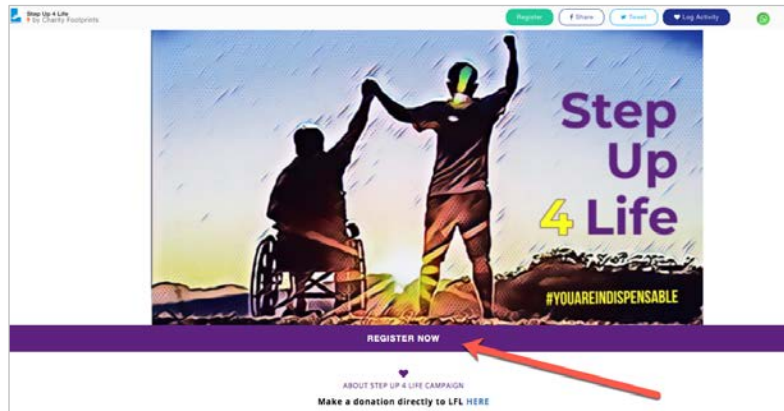 Step Up 4 Life
by Charity Footprints
Register
Share
Tweet
Log Activity
Step
Up
4 Life
#YOUAREINDISPENSABLE
REGISTER NOW
ABOUT STEP UP 4 LIFE CAMPAIGN
Make a donation directly to LFL HERE